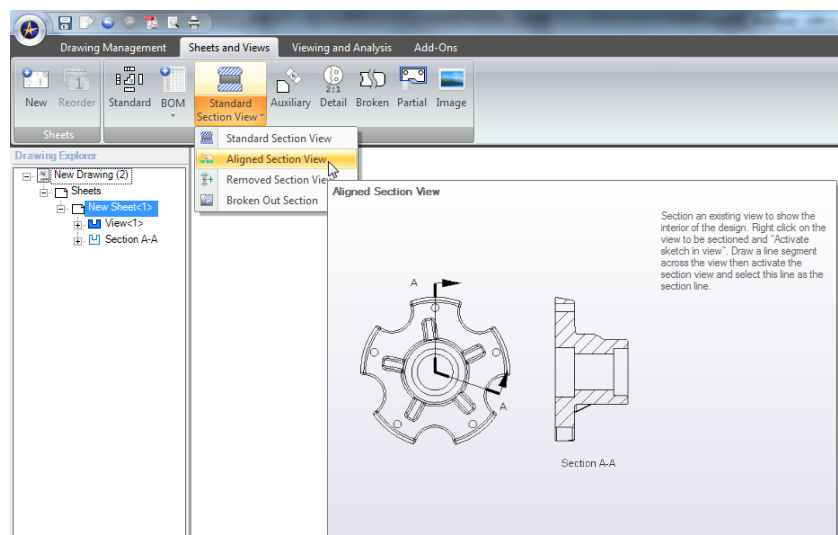 Drawing Management Sheets and Views Viewing and Analysis Add-Ons
2:1
New Reorder Standard BOM Standard Section View Auxiliary Detail Broken Partial Image
Sheets
Standard Section View
Aligned Section View
Removed Section View
Broken Out Section
Drawing Explorer
New Drawing (2)
Sheets
New Sheet<1>
View<1>
Section A-A
Aligned Section View
Section an existing view to show the
interior of the design. Right click on the
view to be sectioned and "Activate
sketch in view". Draw a line segment
across the view then activate the
section view and select this line as the
section line.
A
A
Section A-A